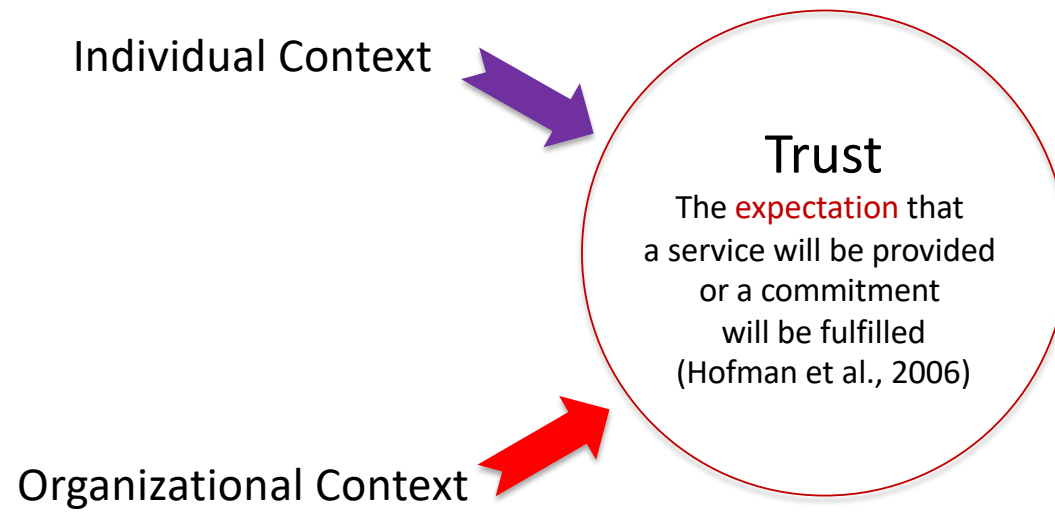 Individual Context
Trust
The expectation that
a service will be provided
or a commitment
will be fulfilled
(Hofman et al., 2006)
Organizational Context